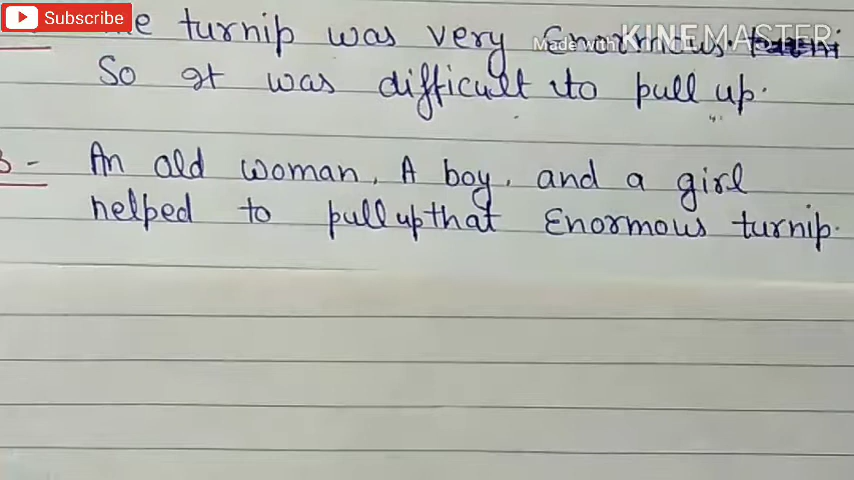 Subscribe
turnip was very Enormous.
Made with KINEMASTER
So It was difficult to pull up.
3 - An old woman, A boy, and a girl
helped to pull up that Enormous turnip.